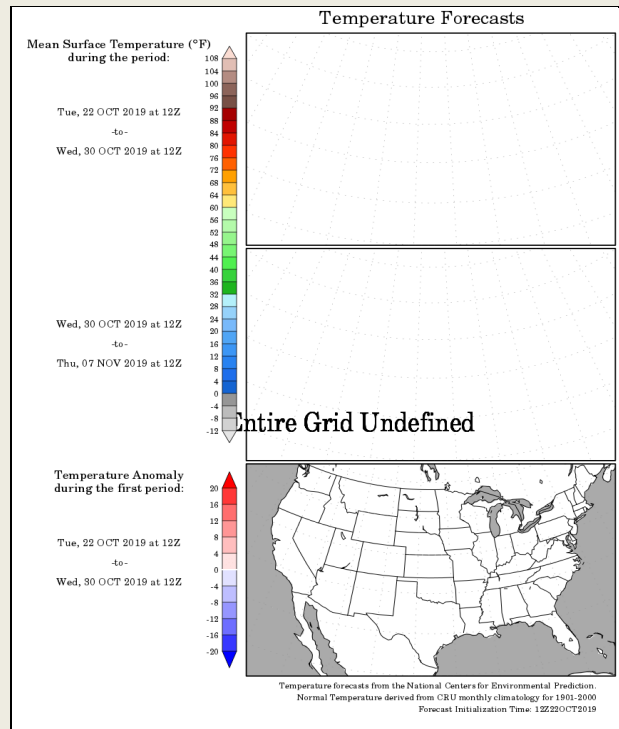 Temperature Forecasts
Mean Surface Temperature (°F)
during the period:
Tue, 22 OCT 2019 at 12Z
-to-
Wed, 30 OCT 2019 at 12Z
108
104
100
96
92
88
84
80
76
72
68
64
60
56
52
48
44
40
36
32
28
24
20
16
12
8
4
0
-4
-8
-12
Wed, 30 OCT 2019 at 12Z
-to-
Thu, 07 NOV 2019 at 12Z
Entire Grid Undefined
Temperature Anomaly
during the first period:
Tue, 22 OCT 2019 at 12Z
-to-
Wed, 30 OCT 2019 at 12Z
20
16
12
8
4
0
-4
-8
-12
-16
-20
Temperature forecasts from the National Centers for Environmental Prediction.
Normal Temperature derived from CRU monthly climatology for 1901-2000
Forecast Initialization Time: 12Z22OCT2019